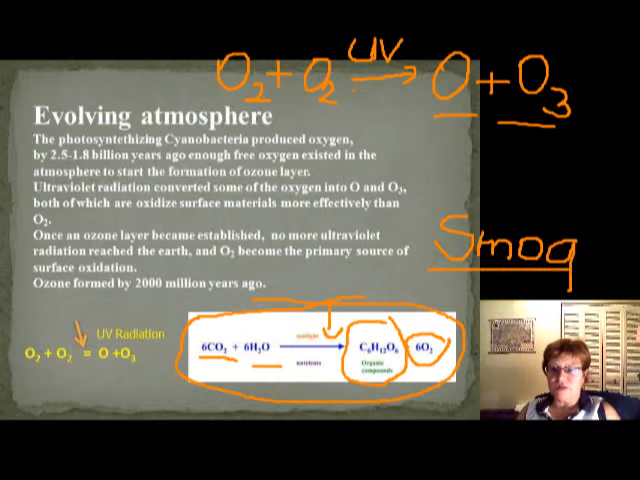 O2 + O2 UV → O + O3
Evolving atmosphere
The photosyntethizing Cyanobacteria produced oxygen,
by 2.5-1.8 billion years ago enough free oxygen existed in the
atmosphere to start the formation of ozone layer.
Ultraviolet radiation converted some of the oxygen into O and O3,
both of which are oxidize surface materials more effectively than
O2.
Once an ozone layer became established, no more ultraviolet
radiation reached the earth, and O2 become the primary source of
surface oxidation.
Ozone formed by 2000 million years ago.
Smog
UV Radiation
O2 + O2 = O +O3
sunlight
6CO2 + 6H2O → C6H12O6 6O2
nutrients
Organic
compounds